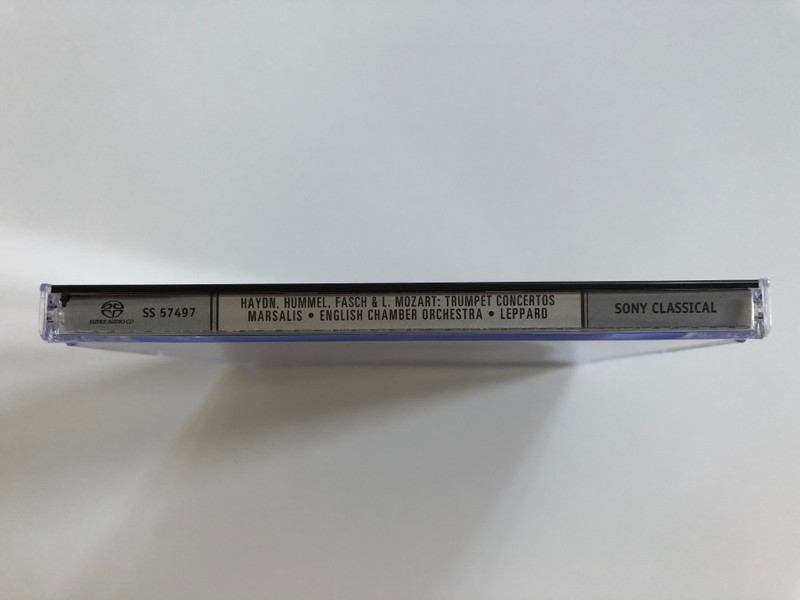 SUPER AUDIO CD
SS 57497
HAYDN, HUMMEL, FASCH & L. MOZART: TRUMPET CONCERTOS
MARSALIS • ENGLISH CHAMBER ORCHESTRA • LEPPARD
SONY CLASSICAL